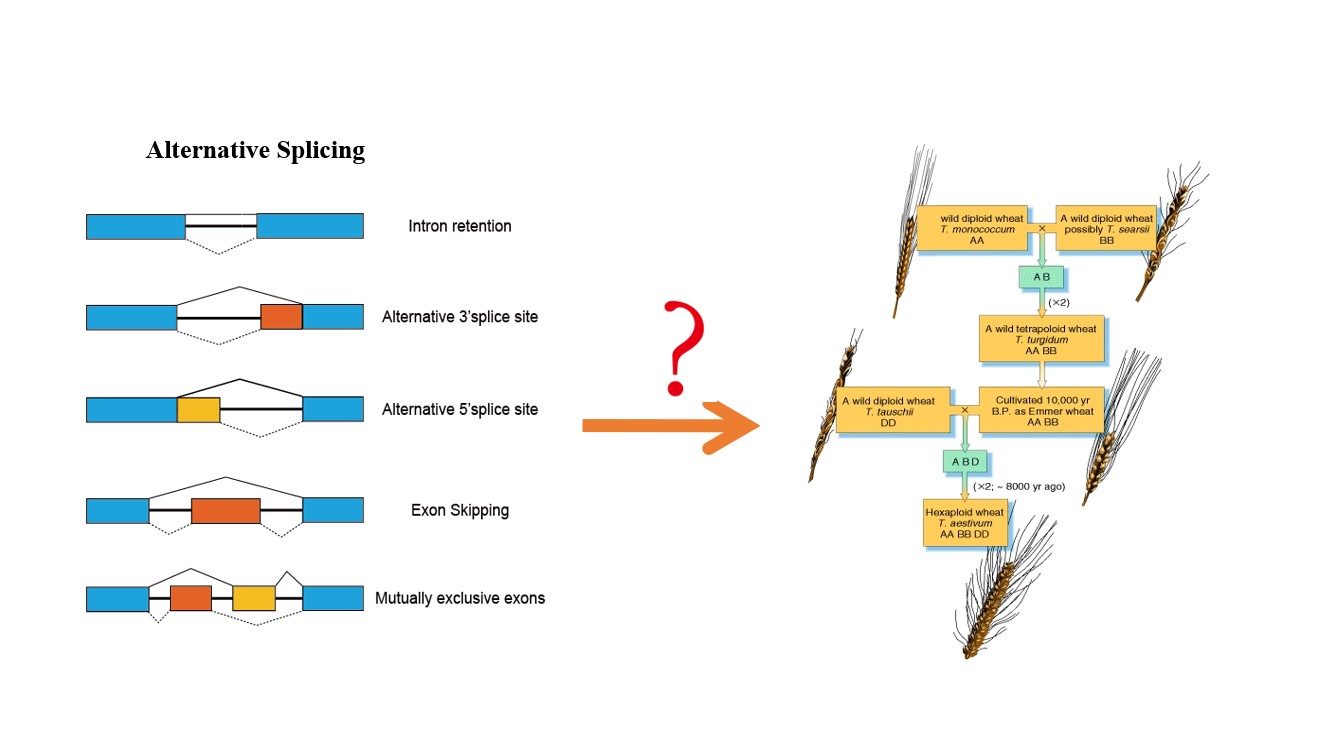 Alternative Splicing
Intron retention
Alternative 3'splice site
Alternative 5'splice site
Exon Skipping
Mutually exclusive exons
?
wild diploid wheat
T. monococcum
AA
×
A wild diploid wheat
possibly T. searsii
BB
A B
(×2)
A wild tetrapoloid wheat
T. turgidum
AA BB
A wild diploid wheat
T. tauschii
DD
×
Cultivated 10,000 yr
B.P. as Emmer wheat
AA BB
A B D
(×2; ~ 8000 yr ago)
Hexaploid wheat
T. aestivum
AA BB DD